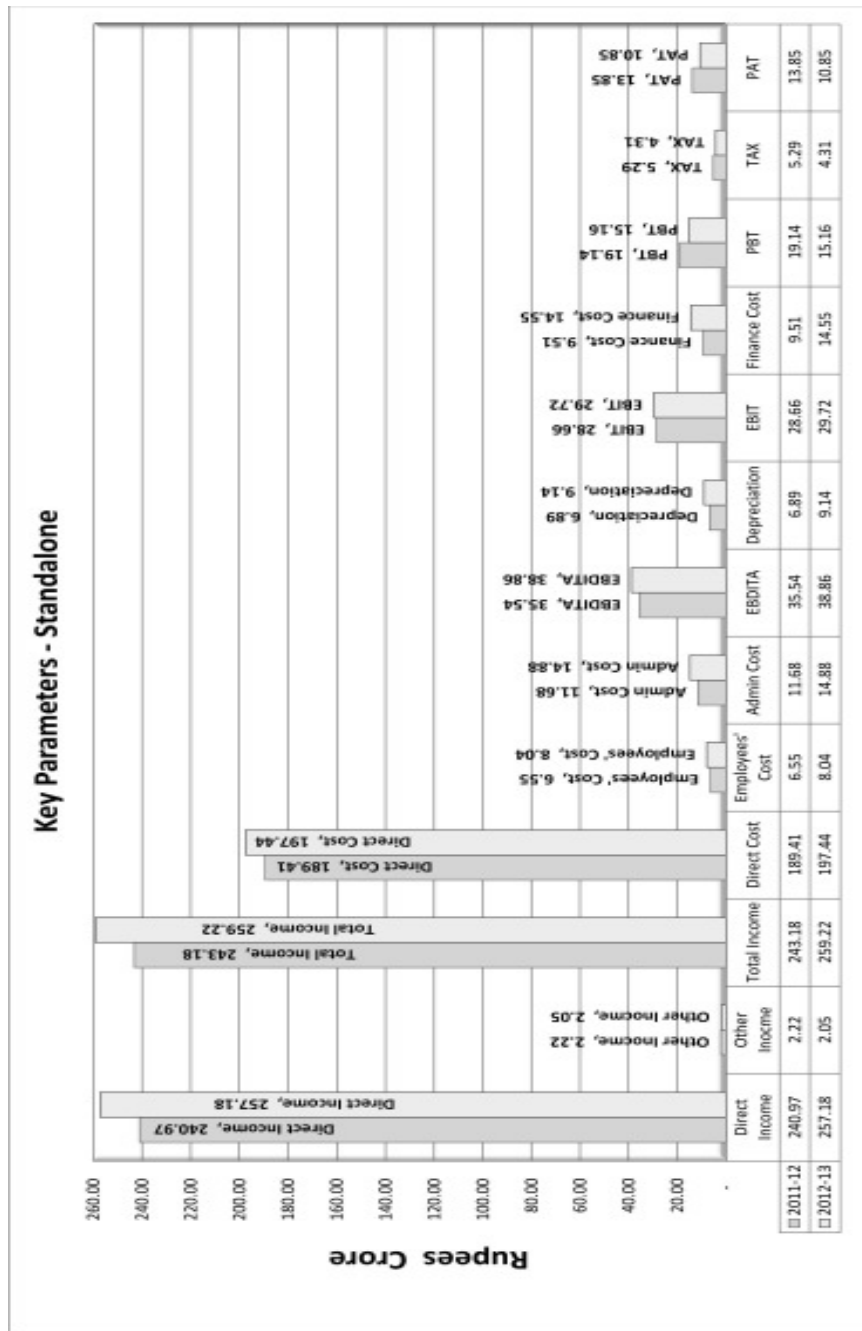 Key Parameters - Standalone
Rupees Crore
260.00
240.00
220.00
200.00
180.00
160.00
140.00
120.00
100.00
80.00
60.00
40.00
20.00
-
Direct Income, 240.97
Direct Income, 257.18
Other Inocme, 2.22
Other Inocme, 2.05
Total Income, 243.18
Total Income, 259.22
Direct Cost, 189.41
Direct Cost, 197.44
Employees' Cost, 6.55
Employees' Cost, 8.04
Admin Cost, 11.68
Admin Cost, 14.88
EBDITA, 35.54
EBDITA, 38.86
Depreciation, 6.89
Depreciation, 9.14
EBIT, 28.66
EBIT, 29.72
Finance Cost, 9.51
Finance Cost, 14.55
PBT, 19.14
PBT, 15.16
TAX, 5.29
TAX, 4.31
PAT, 13.85
PAT, 10.85
Direct Income Other Inocme Total Income Direct Cost Employees' Cost Admin Cost EBDITA Depreciation EBIT Finance Cost PBT TAX PAT
2011-12 240.97 2.22 243.18 189.41 6.55 11.68 35.54 6.89 28.66 9.51 19.14 5.29 13.85
2012-13 257.18 2.05 259.22 197.44 8.04 14.88 38.86 9.14 29.72 14.55 15.16 4.31 10.85